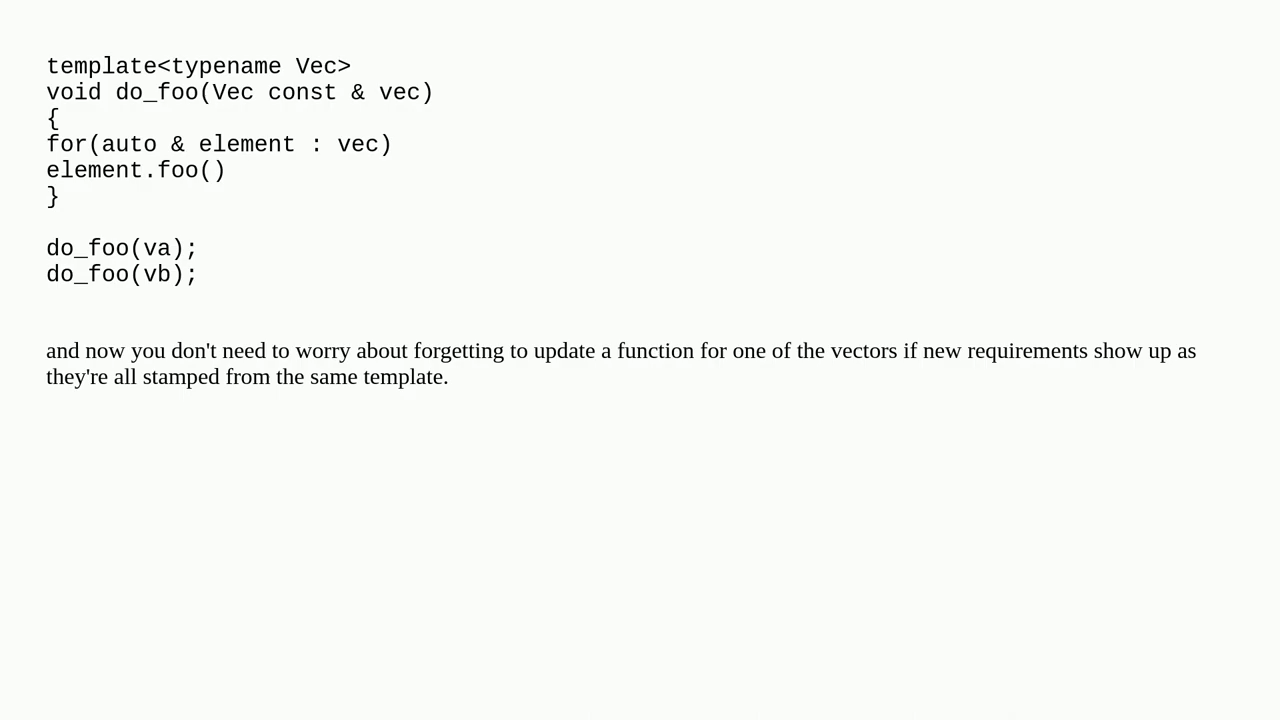 template<typename Vec>
void do_foo(Vec const & vec)
{
for(auto & element : vec)
element.foo()
}

do_foo(va);
do_foo(vb);

and now you don't need to worry about forgetting to update a function for one of the vectors if new requirements show up as
they're all stamped from the same template.